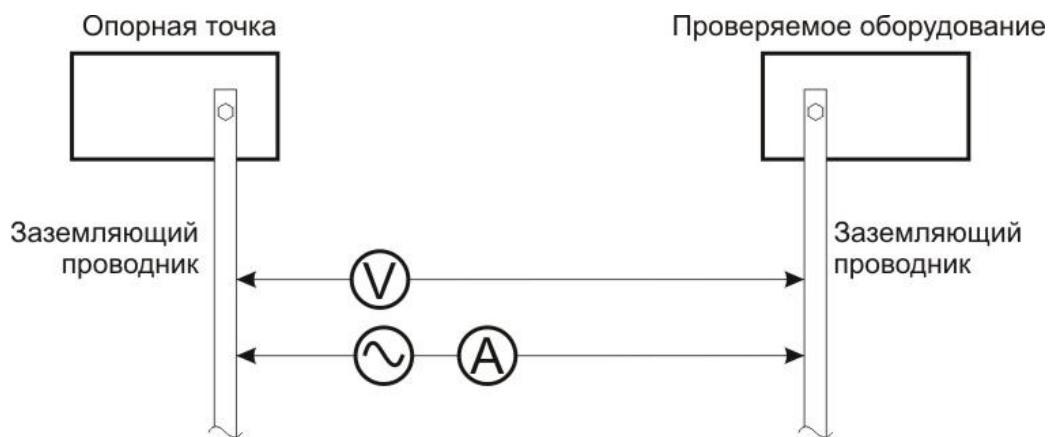 Опорная точка
Проверяемое оборудование
Заземляющий
проводник
Заземляющий
проводник
V
A